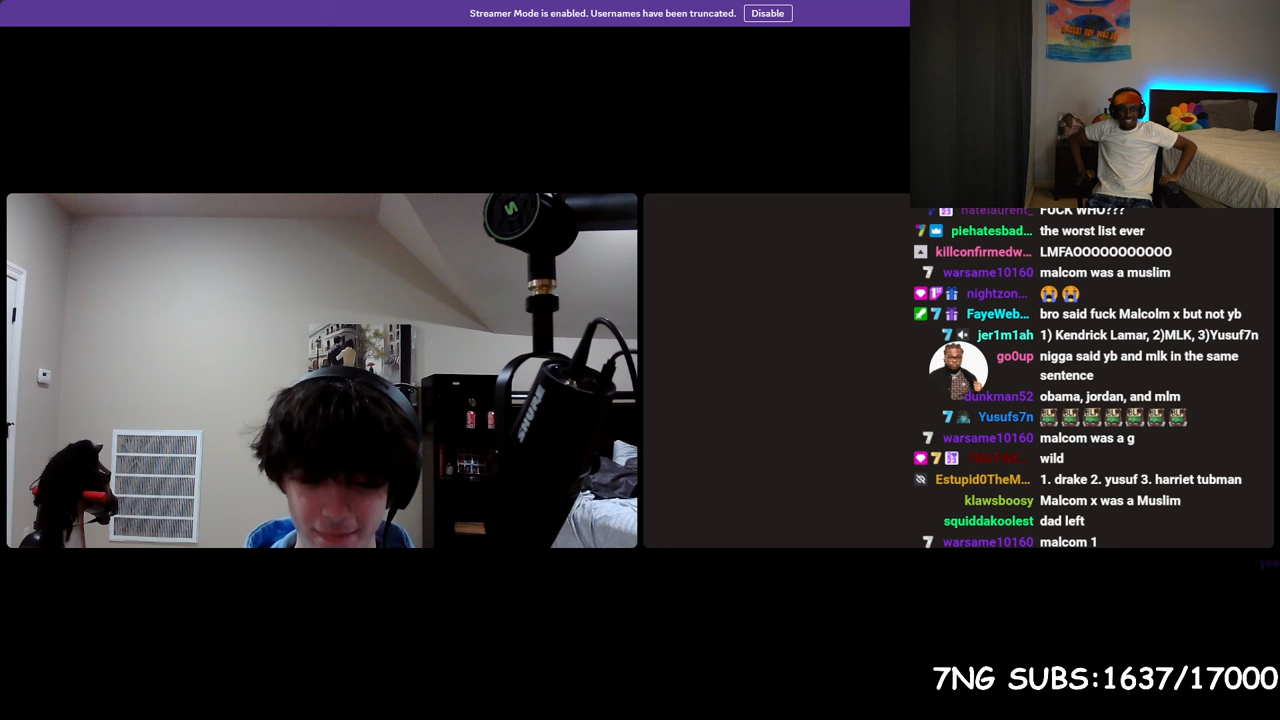 Streamer Mode is enabled. Usernames have been truncated. Disable
natelaurent_ FUCK WHO???
piehatesbad... the worst list ever
killconfirmedw... LMFAOOOOOOOOOO
warsame10160 malcom was a muslim
nightzon...
FayeWeb... bro said fuck Malcolm x but not yb
jer1m1ah 1) Kendrick Lamar, 2)MLK, 3)Yusuf7n
go0up nigga said yb and mlk in the same
sentence
dunkman52 obama, jordan, and mlm
Yusufs7n
warsame10160 malcom was a g
7NGTWE... wild
Estupid0TheM... 1. drake 2. yusuf 3. harriet tubman
klawsboosy Malcom x was a Muslim
squiddakoolest dad left
warsame10160 malcom 1
SHURE
7NG SUBS:1637/17000